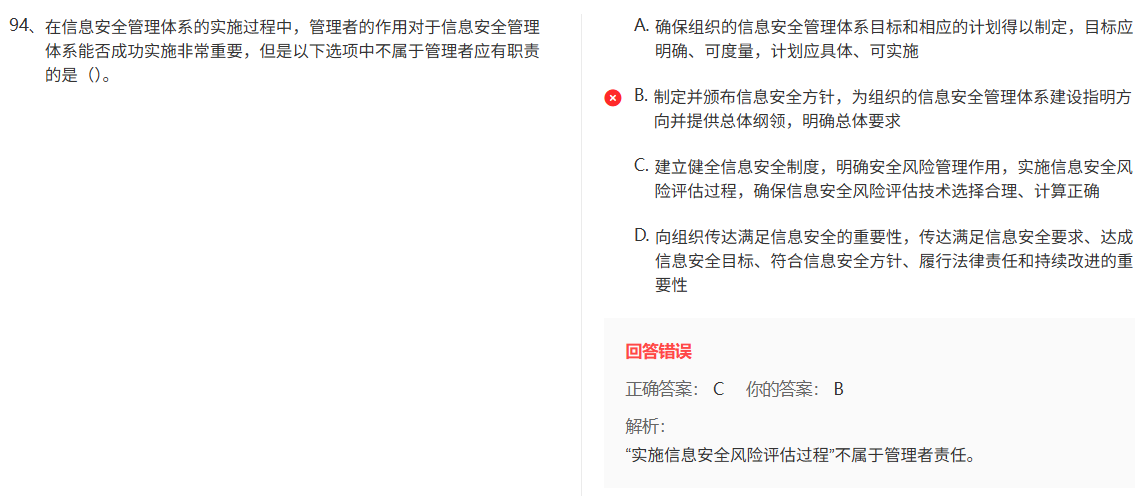 94、在信息安全管理体系的实施过程中，管理者的作用对于信息安全管理
体系能否成功实施非常重要，但是以下选项中不属于管理者应有职责
的是（）。
A. 确保组织的信息安全管理体系目标和相应的计划得以制定，目标应
明确、可度量，计划应具体、可实施
B. 制定并颁布信息安全方针，为组织的信息安全管理体系建设指明方
向并提供总体纲领，明确总体要求
C. 建立健全信息安全制度，明确安全风险管理作用，实施信息安全风
险评估过程，确保信息安全风险评估技术选择合理、计算正确
D. 向组织传达满足信息安全的重要性，传达满足信息安全要求、达成
信息安全目标、符合信息安全方针、履行法律责任和持续改进的重
要性
回答错误
正确答案： C 你的答案： B
解析：
“实施信息安全风险评估过程”不属于管理者责任。